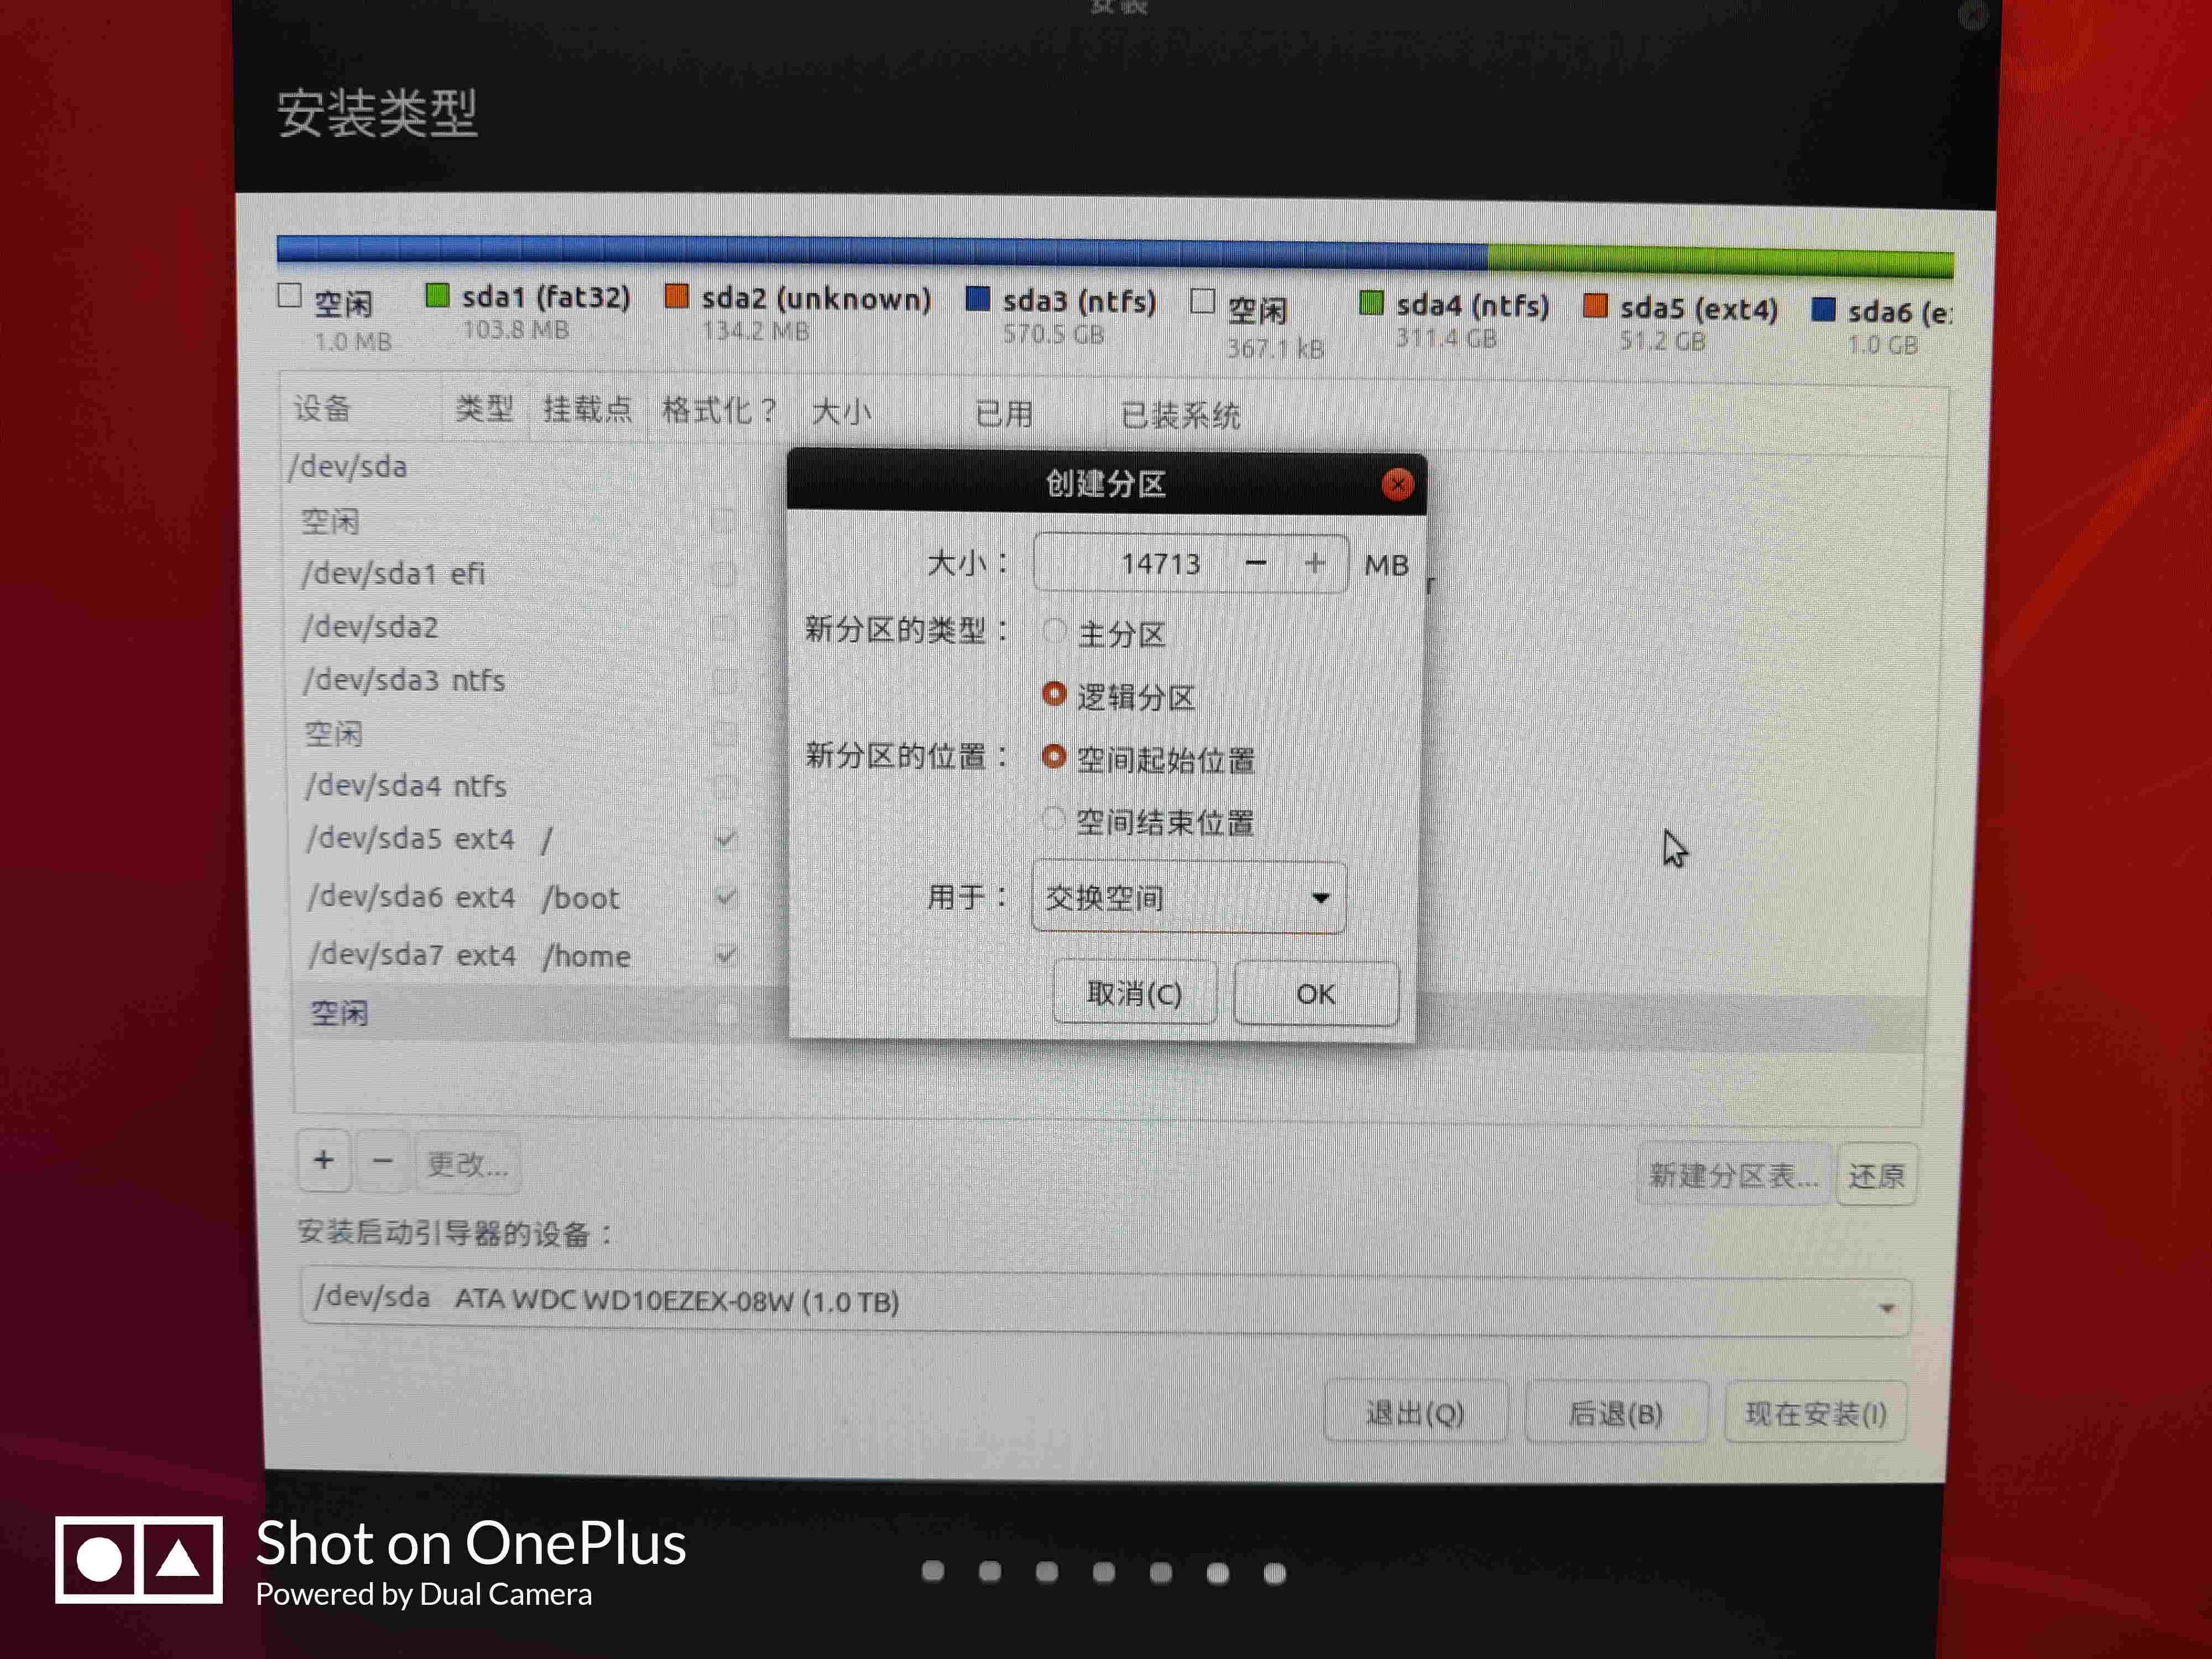 安装
安装类型
空闲 sda1 (fat32) sda2 (unknown) sda3 (ntfs) 空闲 sda4 (ntfs) sda5 (ext4) sda6 (e
1.0 MB 103.8 MB 134.2 MB 570.5 GB 367.1 kB 311.4 GB 51.2 GB 1.0 GB
设备 类型 挂载点 格式化？ 大小 已用 已装系统
/dev/sda
空闲
/dev/sda1 efi
/dev/sda2
/dev/sda3 ntfs
空闲
/dev/sda4 ntfs
/dev/sda5 ext4 /
/dev/sda6 ext4 /boot
/dev/sda7 ext4 /home
空闲
创建分区
大小： 14713 − + MB
新分区的类型： 主分区
逻辑分区
新分区的位置： 空间起始位置
空间结束位置
用于： 交换空间
取消(C) OK
+ − 更改... 新建分区表... 还原
安装启动引导器的设备：
/dev/sda ATA WDC WD10EZEX-08W (1.0 TB)
退出(Q) 后退(B) 现在安装(I)
Shot on OnePlus
Powered by Dual Camera